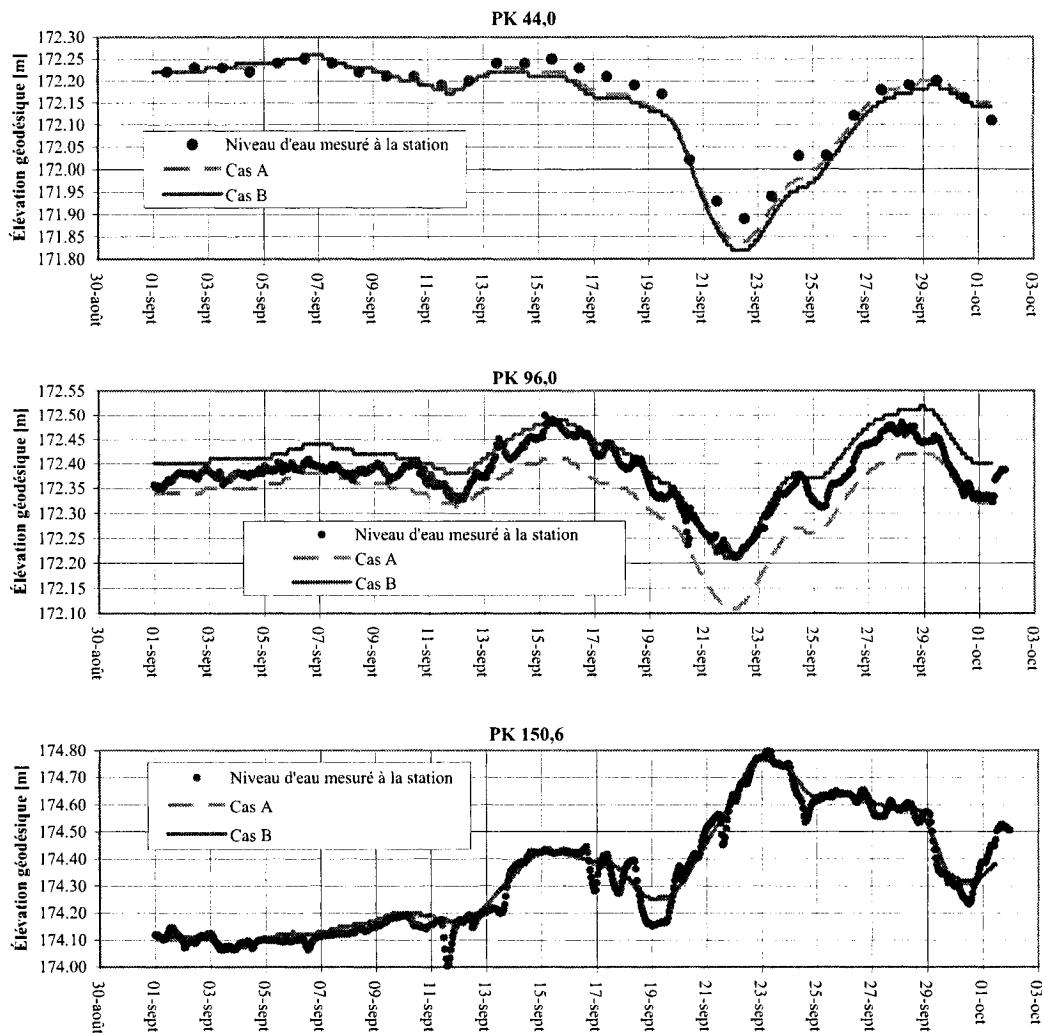 PK 44,0
Élévation géodésique [m]
172.30
172.25
172.20
172.15
172.10
172.05
172.00
171.95
171.90
171.85
171.80
Niveau d'eau mesuré à la station
Cas A
Cas B
30-août
01-sept
03-sept
05-sept
07-sept
09-sept
11-sept
13-sept
15-sept
17-sept
19-sept
21-sept
23-sept
25-sept
27-sept
29-sept
01-oct
03-oct
PK 96,0
Élévation géodésique [m]
172.55
172.50
172.45
172.40
172.35
172.30
172.25
172.20
172.15
172.10
Niveau d'eau mesuré à la station
Cas A
Cas B
30-août
01-sept
03-sept
05-sept
07-sept
09-sept
11-sept
13-sept
15-sept
17-sept
19-sept
21-sept
23-sept
25-sept
27-sept
29-sept
01-oct
03-oct
PK 150,6
Élévation géodésique [m]
174.80
174.70
174.60
174.50
174.40
174.30
174.20
174.10
174.00
Niveau d'eau mesuré à la station
Cas A
Cas B
30-août
01-sept
03-sept
05-sept
07-sept
09-sept
11-sept
13-sept
15-sept
17-sept
19-sept
21-sept
23-sept
25-sept
27-sept
29-sept
01-oct
03-oct